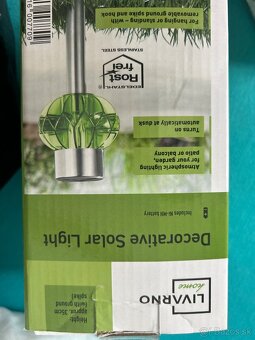 LIVARNO
home
Decorative Solar Light
Includes Ni-MH battery
Height:
approx. 35cm
(with ground
spike)
Atmospheric lighting
for your garden,
patio or balcony
Turns on
automatically at dusk
For hanging or standing – with
removable ground spike and hook
Rost
frei
®
EDELSTAHL
STAINLESS STEEL